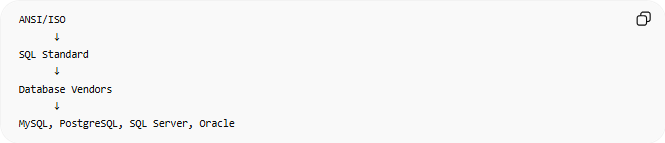 ANSI/ISO
↓
SQL Standard
↓
Database Vendors
↓
MySQL, PostgreSQL, SQL Server, Oracle